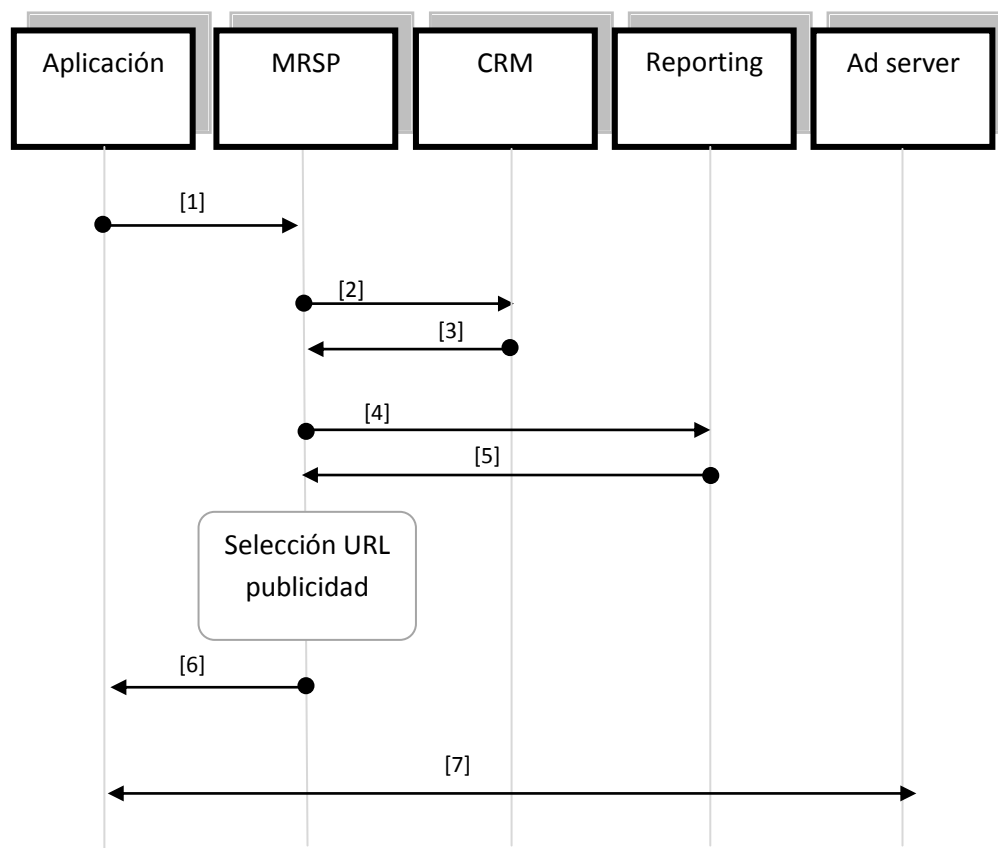 Aplicación
MRSP
CRM
Reporting
Ad server
[1]
[2]
[3]
[4]
[5]
Selección URL
publicidad
[6]
[7]